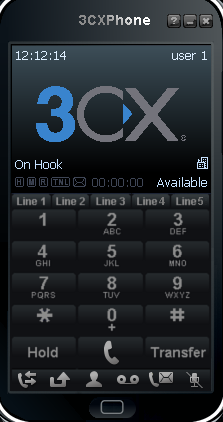 3CXPhone ? _ ×
12:12:14 user 1
3CX
On Hook
H M R TNL 00:00:00 Available
Line 1 Line 2 Line 3 Line 4 Line5
1 2 3
ABC DEF
4 5 6
GHI JKL MNO
7 8 9
PQRS TUV WXYZ
* 0 #
+
Hold Transfer